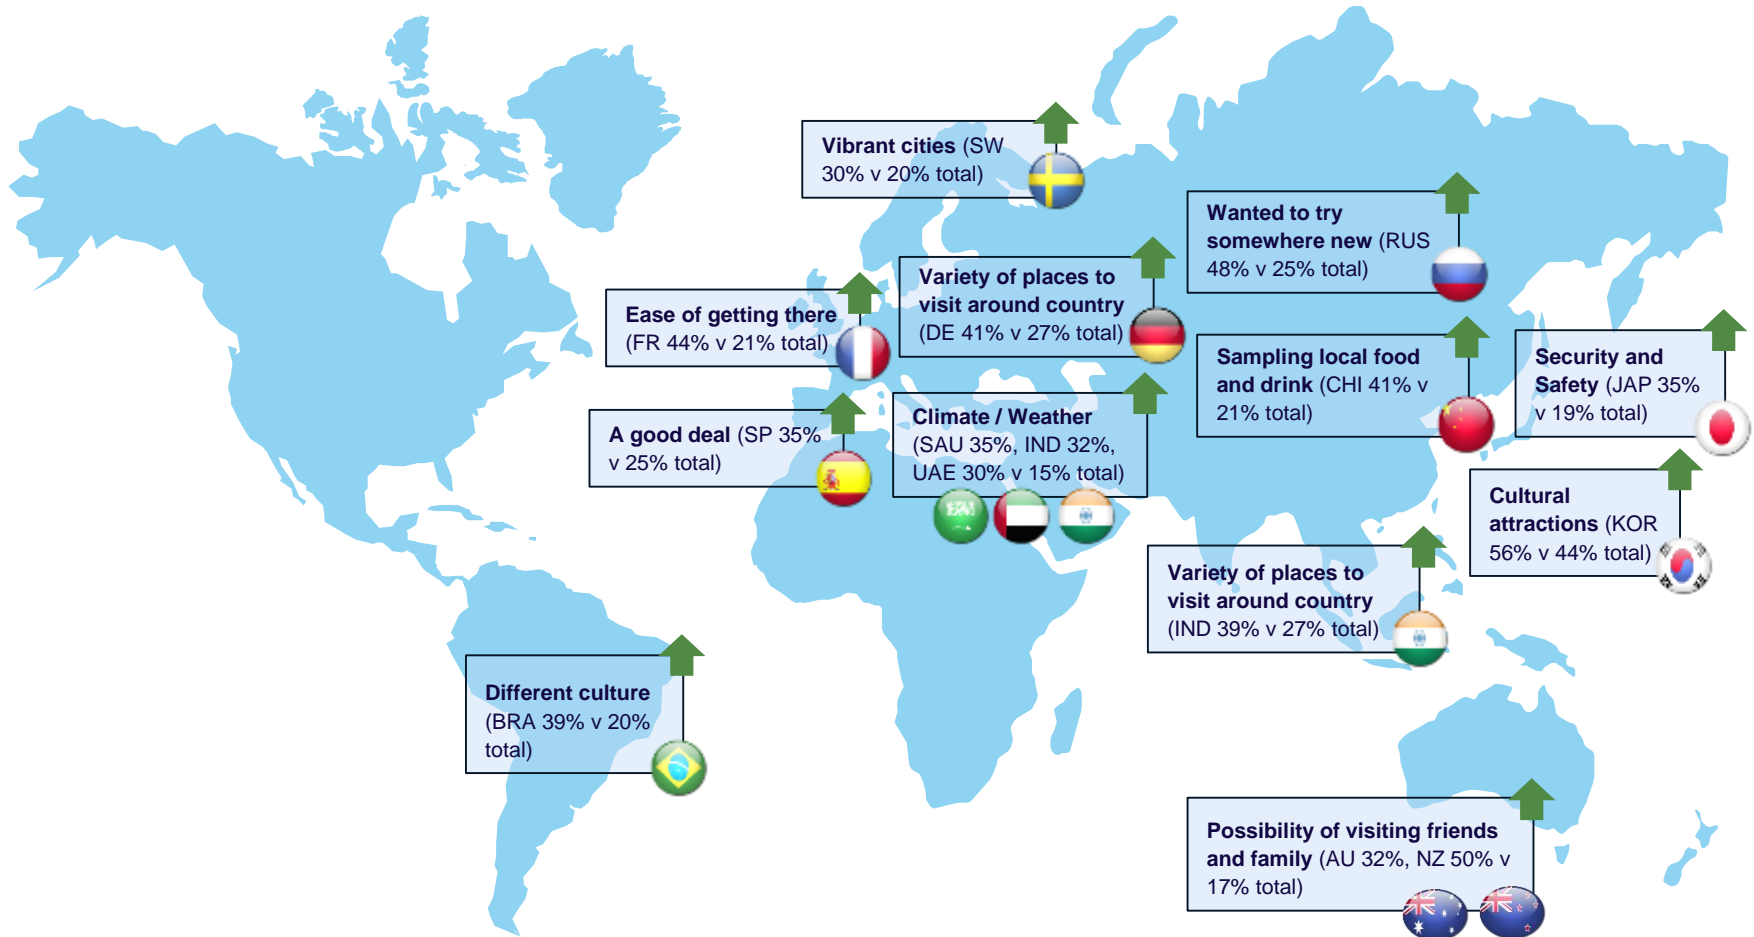 Vibrant cities (SW
30% v 20% total)
Wanted to try
somewhere new (RUS
48% v 25% total)
Variety of places to
visit around country
(DE 41% v 27% total)
Ease of getting there
(FR 44% v 21% total)
Sampling local food
and drink (CHI 41% v
21% total)
Security and
Safety (JAP 35%
v 19% total)
A good deal (SP 35%
v 25% total)
Climate / Weather
(SAU 35%, IND 32%,
UAE 30% v 15% total)
Cultural
attractions (KOR
56% v 44% total)
Variety of places to
visit around country
(IND 39% v 27% total)
Different culture
(BRA 39% v 20%
total)
Possibility of visiting friends
and family (AU 32%, NZ 50% v
17% total)